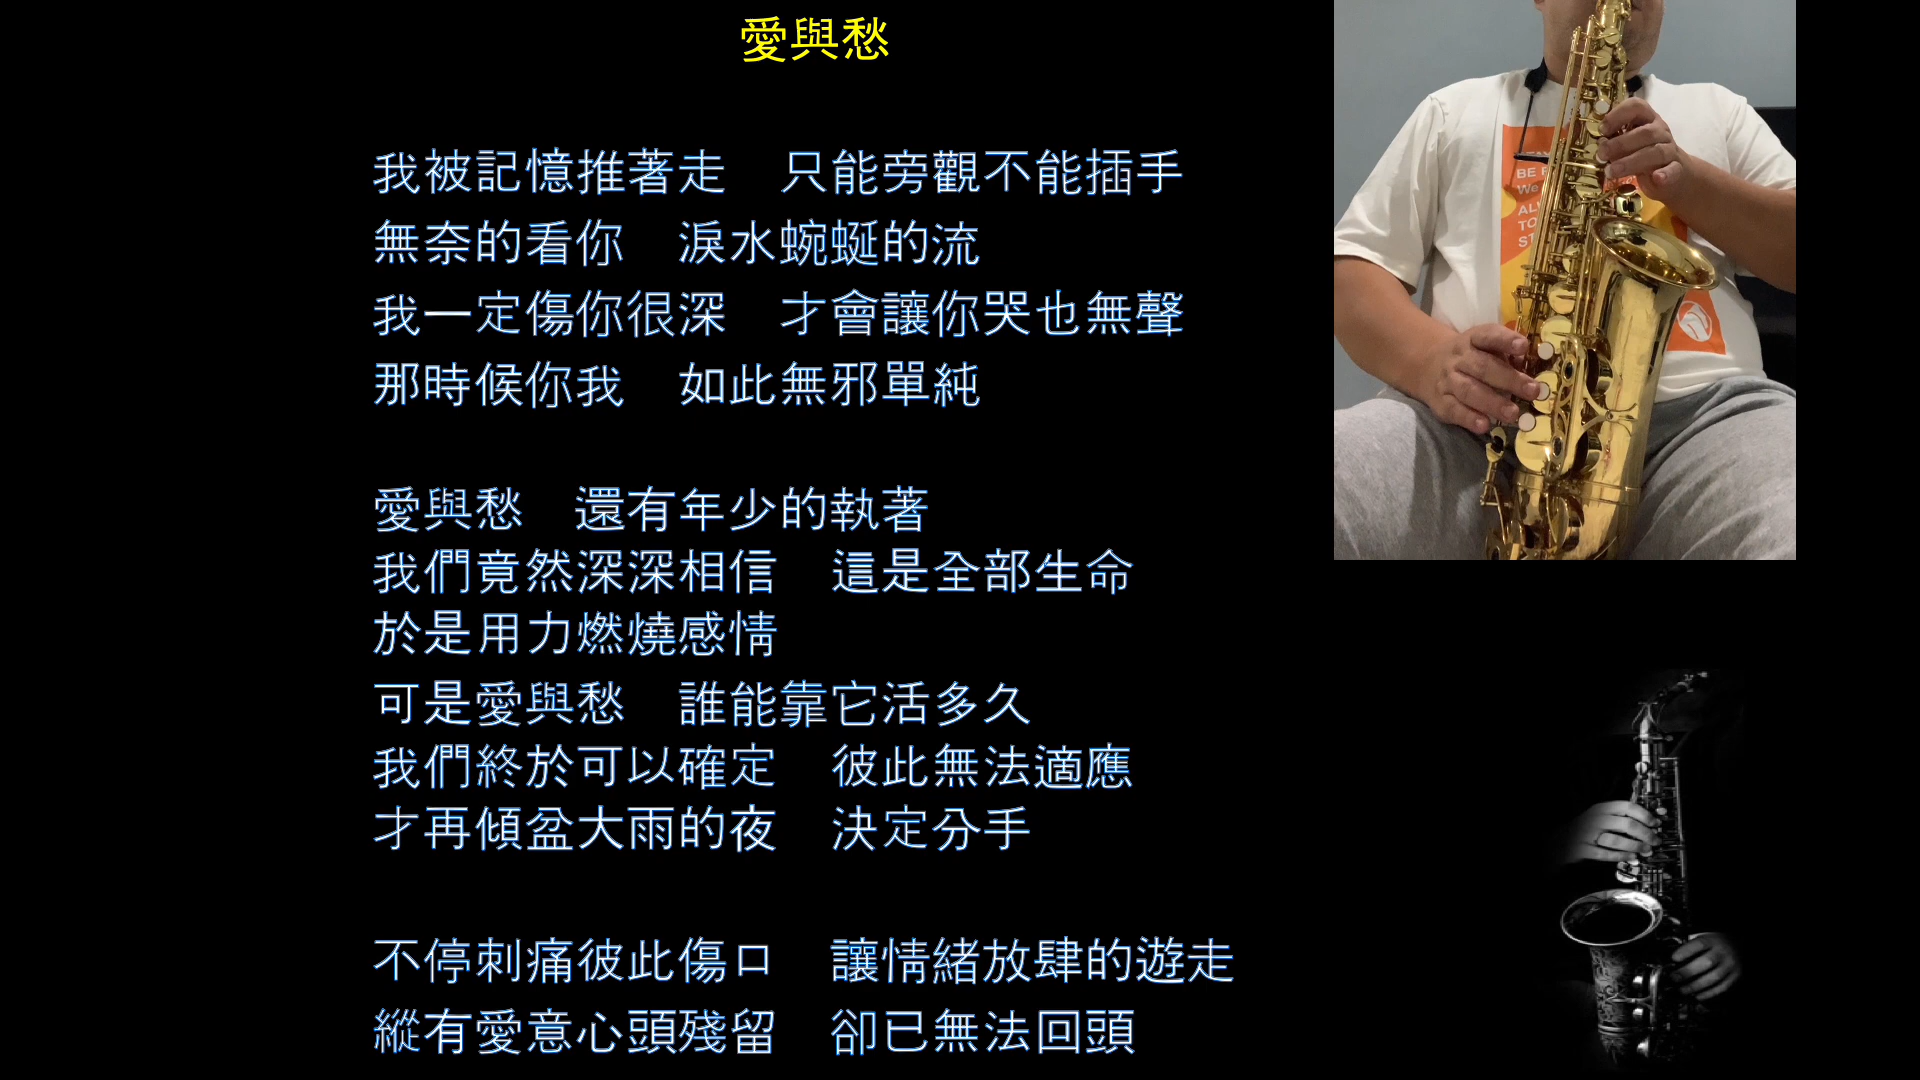 愛與愁
我被記憶推著走　只能旁觀不能插手
無奈的看你　淚水蜿蜒的流
我一定傷你很深　才會讓你哭也無聲
那時候你我　如此無邪單純
愛與愁　還有年少的執著
我們竟然深深相信　這是全部生命
於是用力燃燒感情
可是愛與愁　誰能靠它活多久
我們終於可以確定　彼此無法適應
才再傾盆大雨的夜　決定分手
不停刺痛彼此傷口　讓情緒放肆的遊走
縱有愛意心頭殘留　卻已無法回頭
BE
We
AL
TO
ST